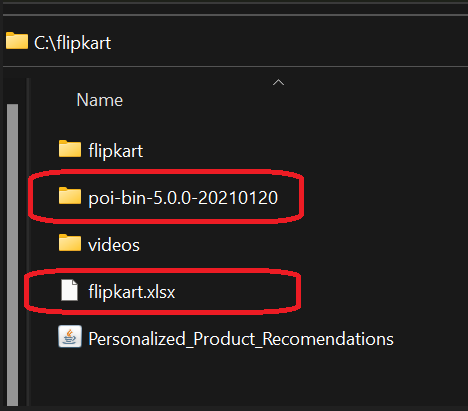 C:\flipkart
Name
flipkart
poi-bin-5.0.0-20210120
videos
flipkart.xlsx
Personalized_Product_Recomendations